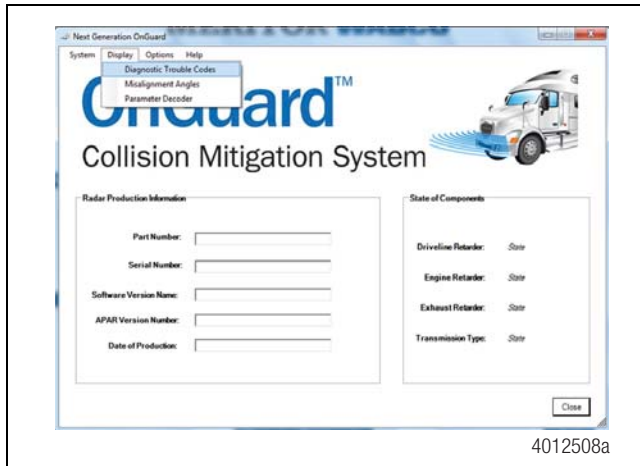 MERITOR WABCO
Next Generation OnGuard
System Display Options Help
Diagnostic Trouble Codes
Misalignment Angles
Parameter Decoder
OnGuard™
Collision Mitigation System
Radar Production Information
State of Components
Part Number:
Serial Number:
Software Version Name:
APAR Version Number:
Date of Production:
Driveline Retarder: State
Engine Retarder: State
Exhaust Retarder: State
Transmission Type: State
Close
4012508a